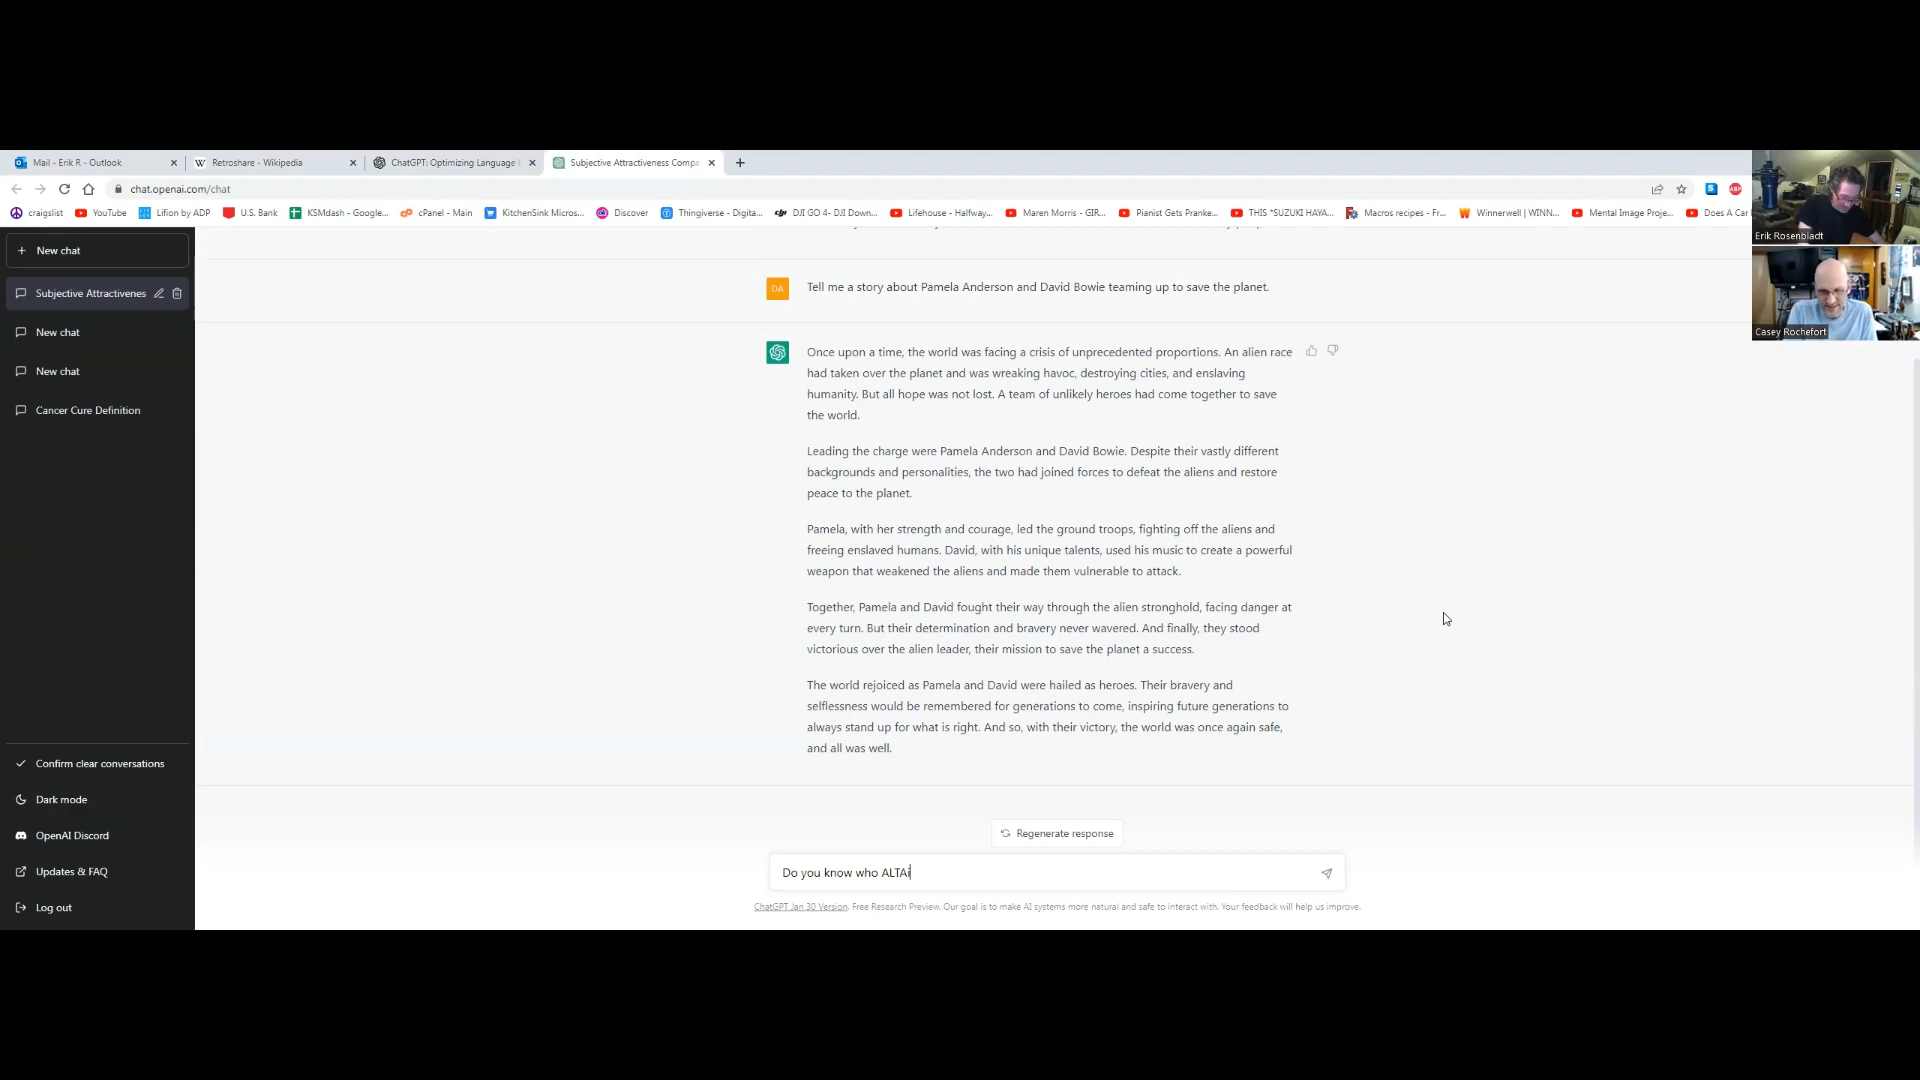 Mail - Erik R - Outlook
Retroshare - Wikipedia
ChatGPT: Optimizing Language
Subjective Attractiveness Compa
chat.openai.com/chat
craigslist
YouTube
Lifion by ADP
U.S. Bank
KSMdash - Google...
cPanel - Main
KitchenSink Micros...
Discover
Thingiverse - Digita...
DJI GO 4- DJI Down...
Lifehouse - Halfway...
Maren Morris - GIR...
Pianist Gets Pranke...
THIS *SUZUKI HAYA...
Macros recipes - Fr...
Winnerwell | WINN...
Mental Image Proje...
Does A Car
Erik Rosenbladt
Casey Rochefort
New chat
Subjective Attractivenes
New chat
New chat
Cancer Cure Definition
Confirm clear conversations
Dark mode
OpenAI Discord
Updates & FAQ
Log out
DA
Tell me a story about Pamela Anderson and David Bowie teaming up to save the planet.
Once upon a time, the world was facing a crisis of unprecedented proportions. An alien race
had taken over the planet and was wreaking havoc, destroying cities, and enslaving
humanity. But all hope was not lost. A team of unlikely heroes had come together to save
the world.
Leading the charge were Pamela Anderson and David Bowie. Despite their vastly different
backgrounds and personalities, the two had joined forces to defeat the aliens and restore
peace to the planet.
Pamela, with her strength and courage, led the ground troops, fighting off the aliens and
freeing enslaved humans. David, with his unique talents, used his music to create a powerful
weapon that weakened the aliens and made them vulnerable to attack.
Together, Pamela and David fought their way through the alien stronghold, facing danger at
every turn. But their determination and bravery never wavered. And finally, they stood
victorious over the alien leader, their mission to save the planet a success.
The world rejoiced as Pamela and David were hailed as heroes. Their bravery and
selflessness would be remembered for generations to come, inspiring future generations to
always stand up for what is right. And so, with their victory, the world was once again safe,
and all was well.
Regenerate response
Do you know who ALTAi
ChatGPT Jan 30 Version. Free Research Preview. Our goal is to make AI systems more natural and safe to interact with. Your feedback will help us improve.